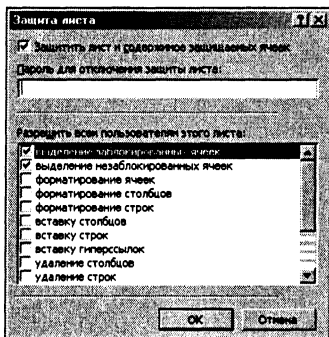 Защита листа
Защитить лист и содержимое защищаемых ячеек
Пароль для отключения защиты листа:
Разрешить всем пользователям этого листа:
выделение заблокированных ячеек
выделение незаблокированных ячеек
форматирование ячеек
форматирование столбцов
форматирование строк
вставку столбцов
вставку строк
вставку гиперссылок
удаление столбцов
удаление строк
ОК
Отмена